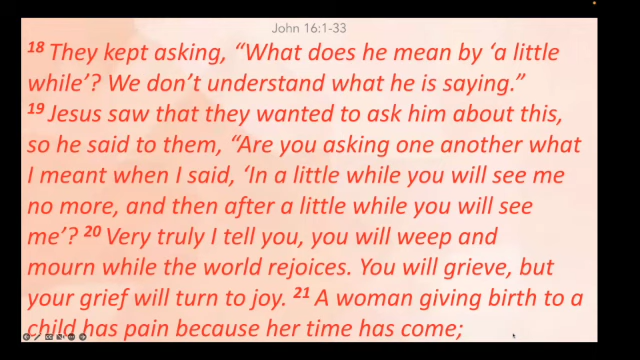 John 16:1-33
18 They kept asking, “What does he mean by ‘a little
while’? We don’t understand what he is saying.”
19 Jesus saw that they wanted to ask him about this,
so he said to them, “Are you asking one another what
I meant when I said, ‘In a little while you will see me
no more, and then after a little while you will see
me’? 20 Very truly I tell you, you will weep and
mourn while the world rejoices. You will grieve, but
your grief will turn to joy. 21 A woman giving birth to a
child has pain because her time has come;